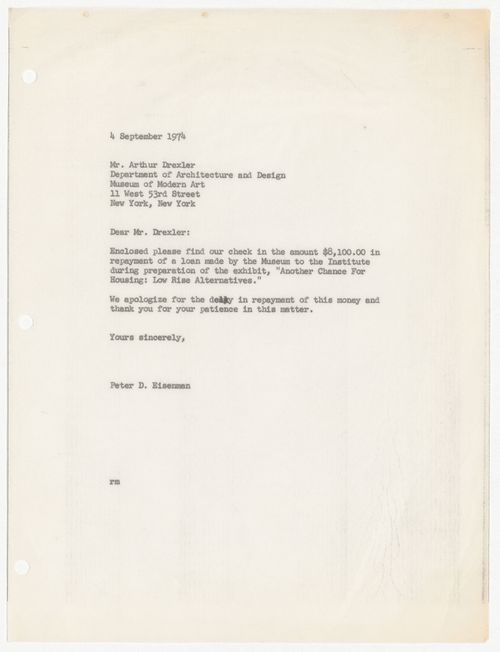 4 September 1974
Mr. Arthur Drexler
Department of Architecture and Design
Museum of Modern Art
11 West 53rd Street
New York, New York
Dear Mr. Drexler:
Enclosed please find our check in the amount $8,100.00 in
repayment of a loan made by the Museum to the Institute
during preparation of the exhibit, "Another Chance For
Housing: Low Rise Alternatives."
We apologize for the delay in repayment of this money and
thank you for your patience in this matter.
Yours sincerely,
Peter D. Eisenman
rm